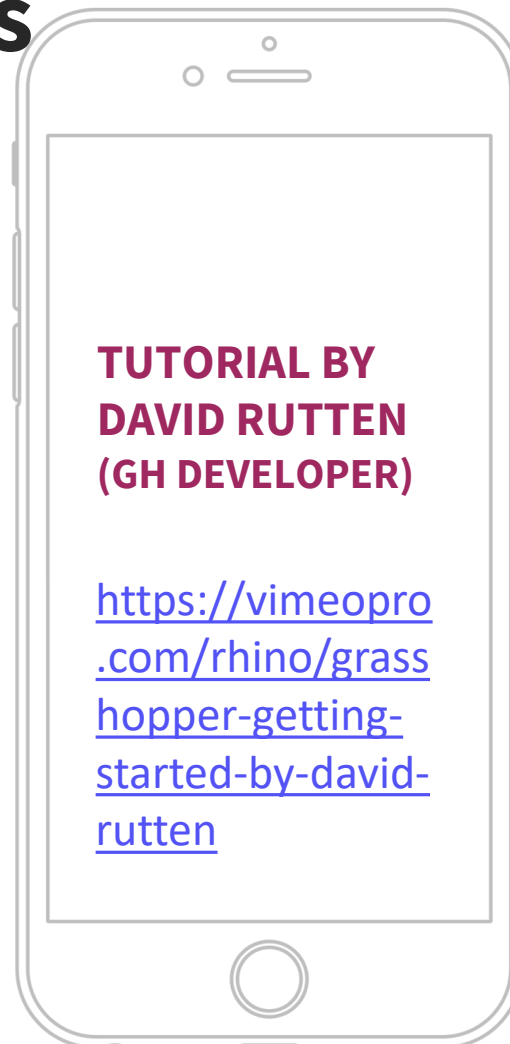 s
TUTORIAL BY
DAVID RUTTEN
(GH DEVELOPER)
https://vimeopro
.com/rhino/grass
hopper-getting-
started-by-david-
rutten